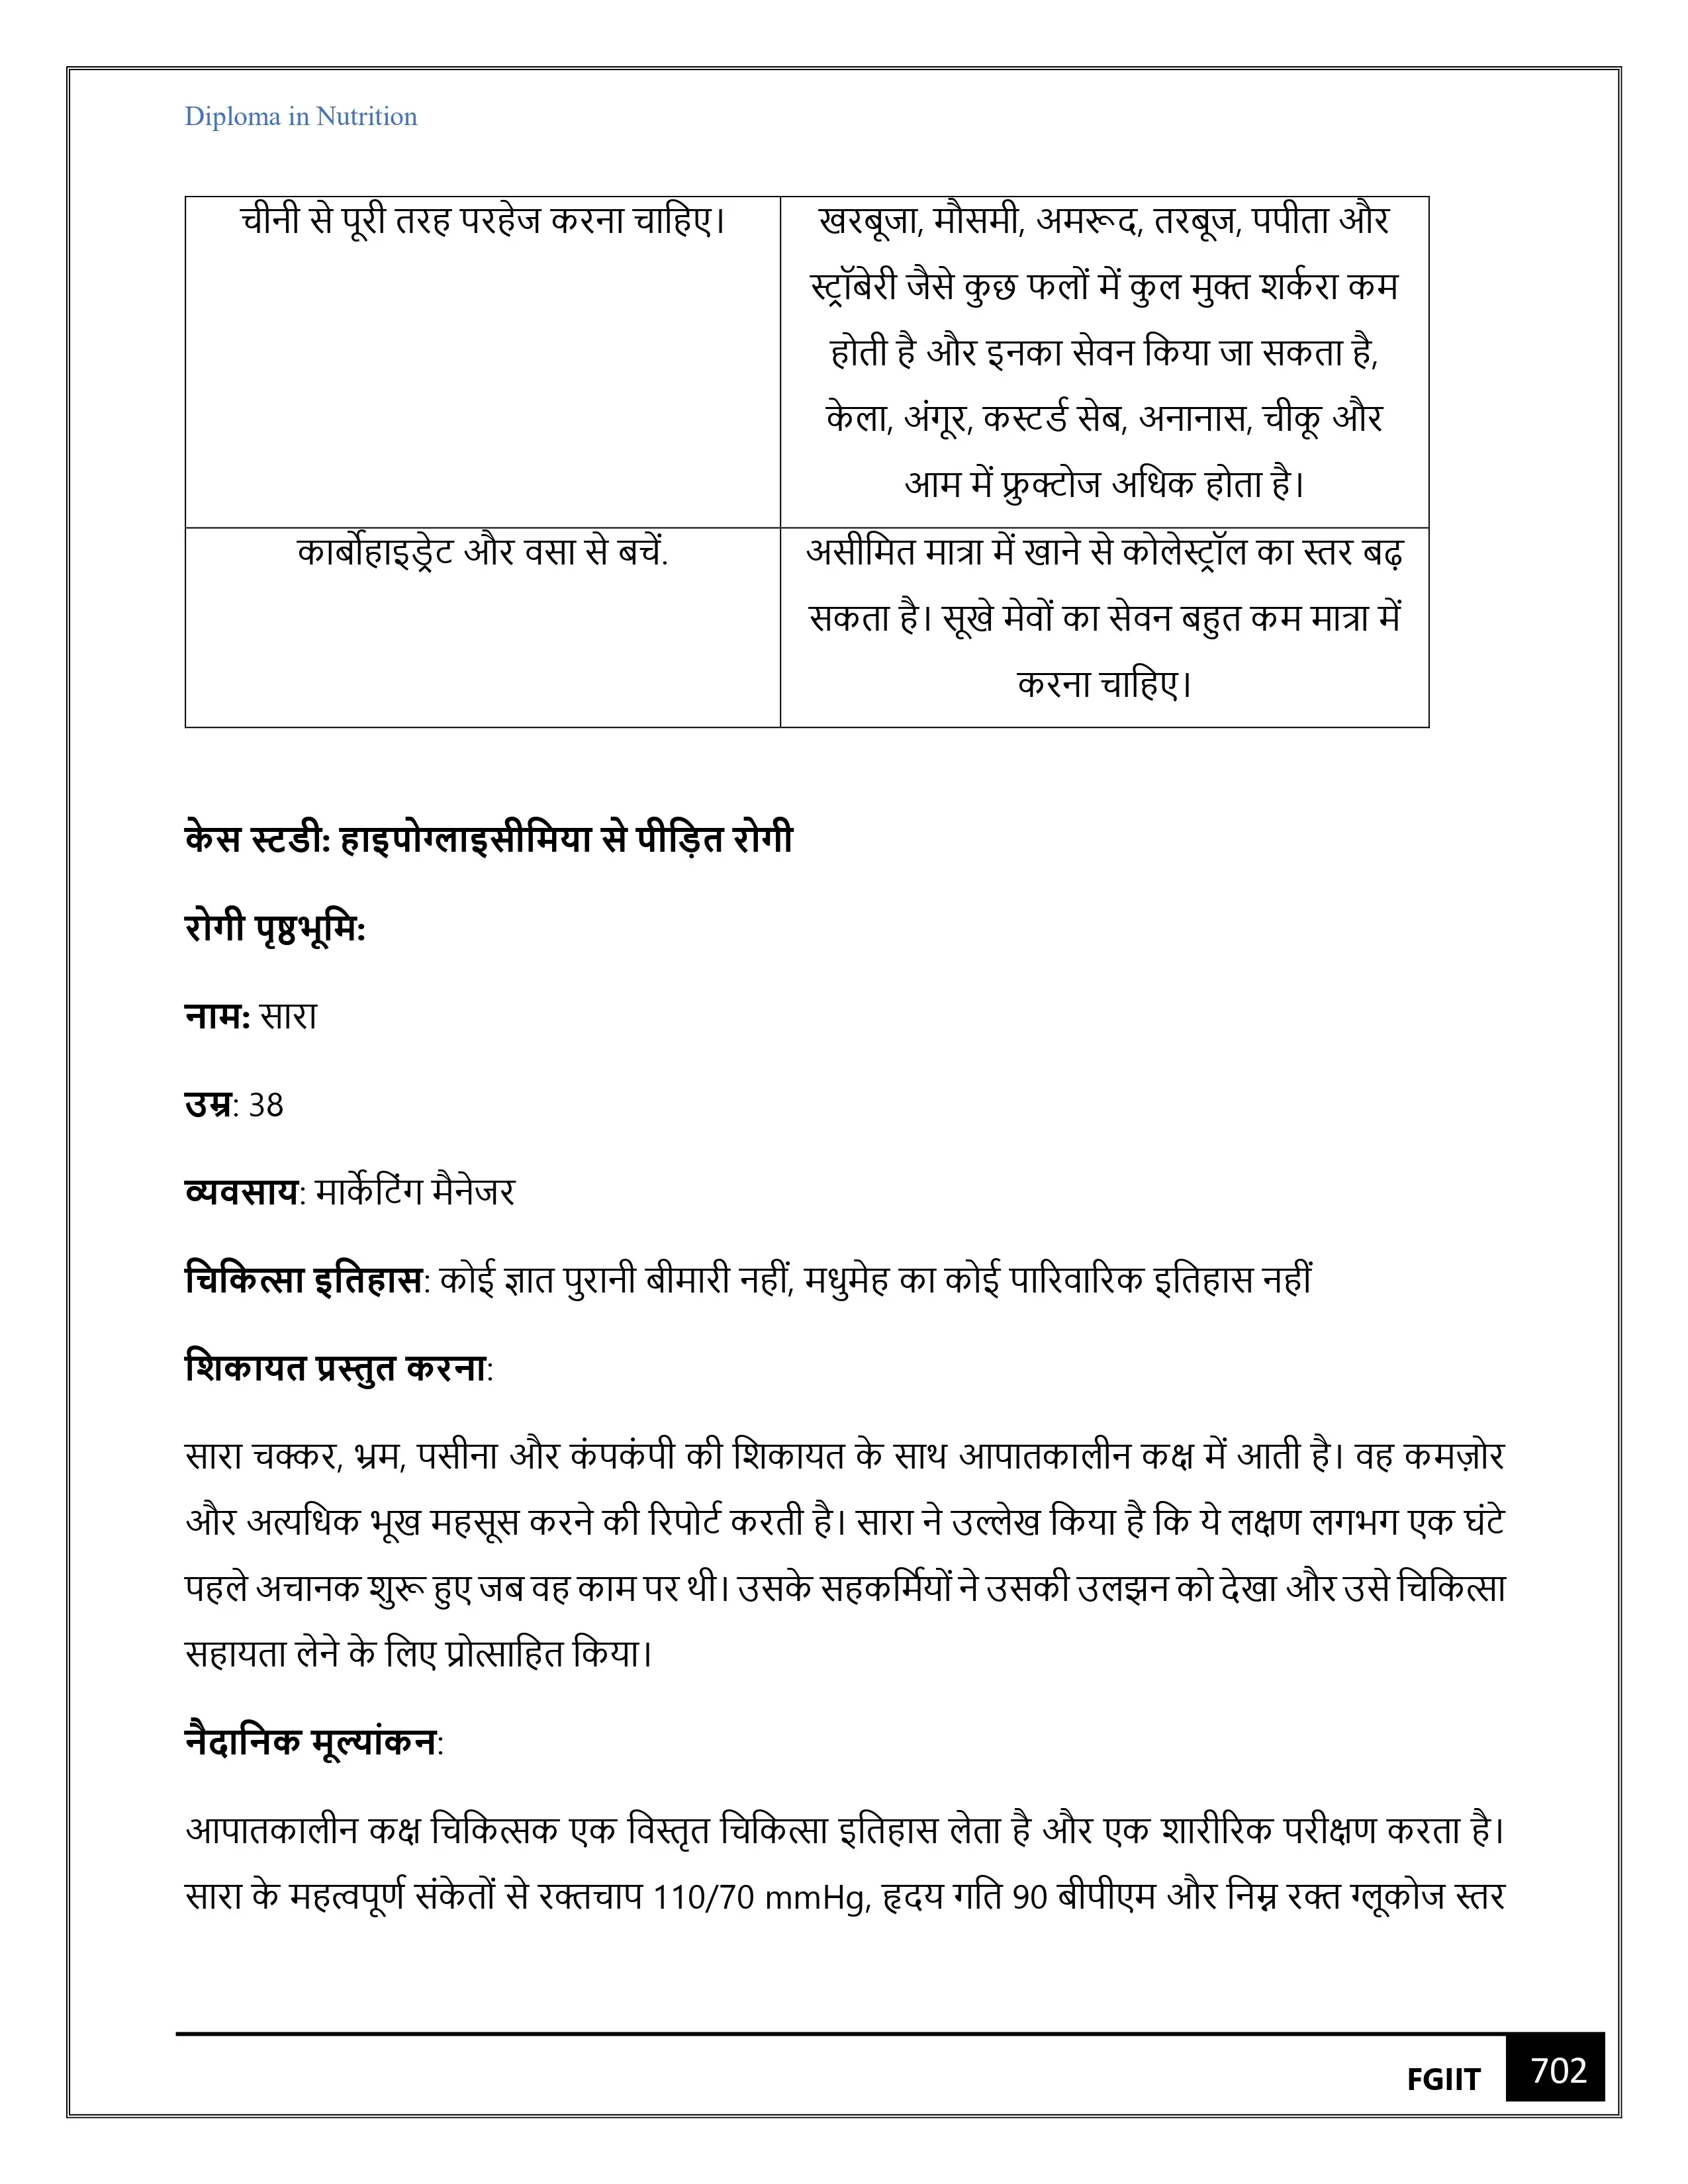 Diploma in Nutrition
चीनी से पूरी तरह परहेज करना चाहिए।
खरबूजा, मौसमी, अमरूद, तरबूज, पपीता और
स्ट्रॉबेरी जैसे कुछ फलों में कुल मुक्त शर्करा कम
होती है और इनका सेवन किया जा सकता है,
केला, अंगूर, कस्टर्ड सेब, अनानास, चीकू और
आम में फ्रुक्टोज अधिक होता है।
कार्बोहाइड्रेट और वसा से बचें.
असीमित मात्रा में खाने से कोलेस्ट्रॉल का स्तर बढ़
सकता है। सूखे मेवों का सेवन बहुत कम मात्रा में
करना चाहिए।
केस स्टडी: हाइपोग्लाइसीमिया से पीड़ित रोगी
रोगी पृष्ठभूमि:
नाम: सारा
उम्र: 38
व्यवसाय: मार्केटिंग मैनेजर
चिकित्सा इतिहास: कोई ज्ञात पुरानी बीमारी नहीं, मधुमेह का कोई पारिवारिक इतिहास नहीं
शिकायत प्रस्तुत करना:
सारा चक्कर, भ्रम, पसीना और कंपकंपी की शिकायत के साथ आपातकालीन कक्ष में आती है। वह कमज़ोर
और अत्यधिक भूख महसूस करने की रिपोर्ट करती है। सारा ने उल्लेख किया है कि ये लक्षण लगभग एक घंटे
पहले अचानक शुरू हुए जब वह काम पर थी। उसके सहकर्मियों ने उसकी उलझन को देखा और उसे चिकित्सा
सहायता लेने के लिए प्रोत्साहित किया।
नैदानिक मूल्यांकन:
आपातकालीन कक्ष चिकित्सक एक विस्तृत चिकित्सा इतिहास लेता है और एक शारीरिक परीक्षण करता है।
सारा के महत्वपूर्ण संकेतों से रक्तचाप 110/70 mmHg, हृदय गति 90 बीपीएम और निम्न रक्त ग्लूकोज स्तर
FGIIT 702